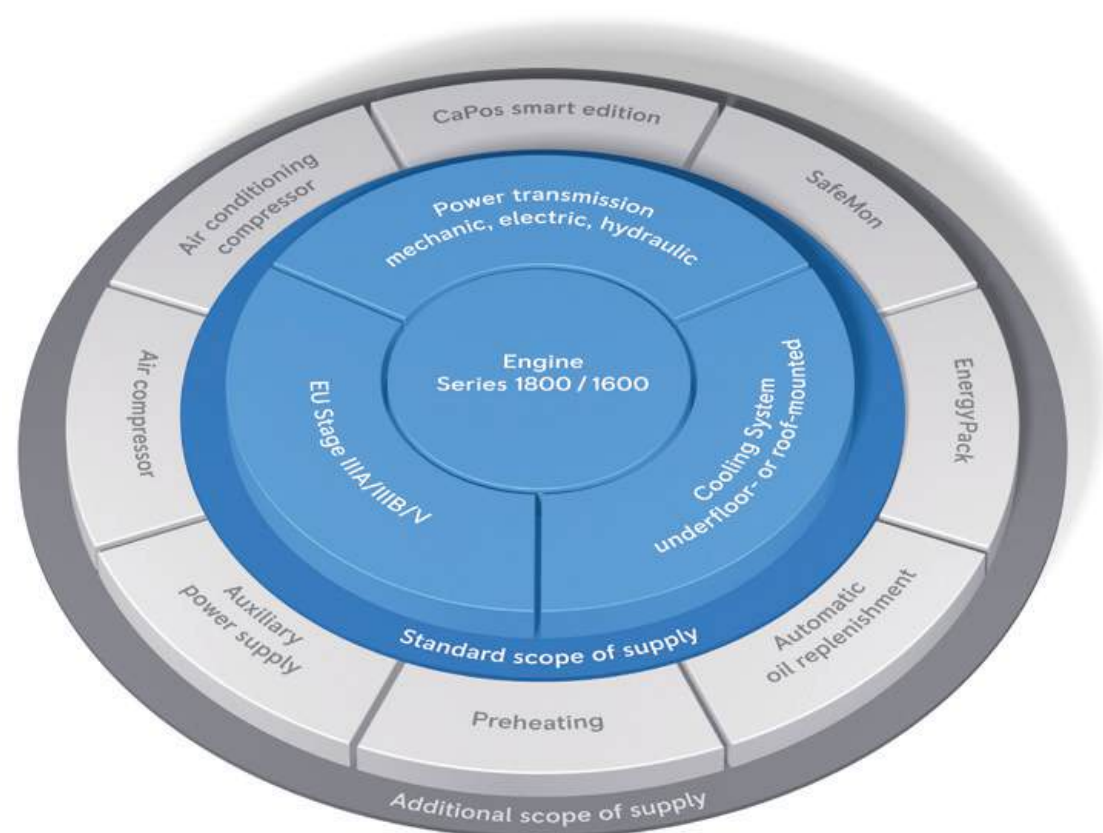 CaPos smart edition
SafeMon
EnergyPack
Automatic
oil replenishment
Preheating
Auxiliary
power supply
Air compressor
Air conditioning
compressor
Power transmission
mechanic, electric, hydraulic
Cooling System
underfloor- or roof-mounted
EU Stage IIIA/IIIB/V
Engine
Series 1800 / 1600
Standard scope of supply
Additional scope of supply